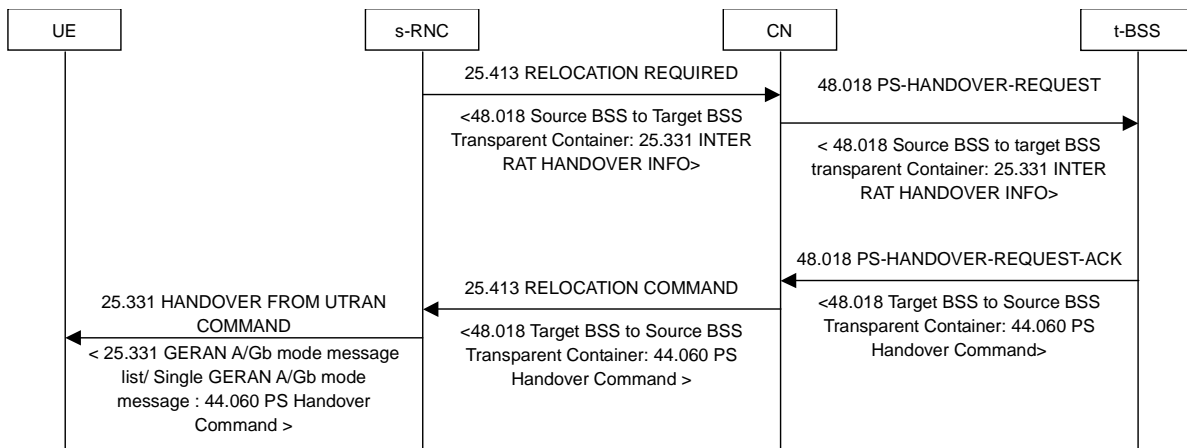 UE
s-RNC
CN
t-BSS
25.413 RELOCATION REQUIRED
<48.018 Source BSS to Target BSS
Transparent Container: 25.331 INTER
RAT HANDOVER INFO>
48.018 PS-HANDOVER-REQUEST
< 48.018 Source BSS to target BSS
transparent Container: 25.331 INTER
RAT HANDOVER INFO>
48.018 PS-HANDOVER-REQUEST-ACK
<48.018 Target BSS to Source BSS
Transparent Container: 44.060 PS
Handover Command>
25.413 RELOCATION COMMAND
<48.018 Target BSS to Source BSS
Transparent Container: 44.060 PS
Handover Command >
25.331 HANDOVER FROM UTRAN
COMMAND
< 25.331 GERAN A/Gb mode message
list/ Single GERAN A/Gb mode
message : 44.060 PS Handover
Command >